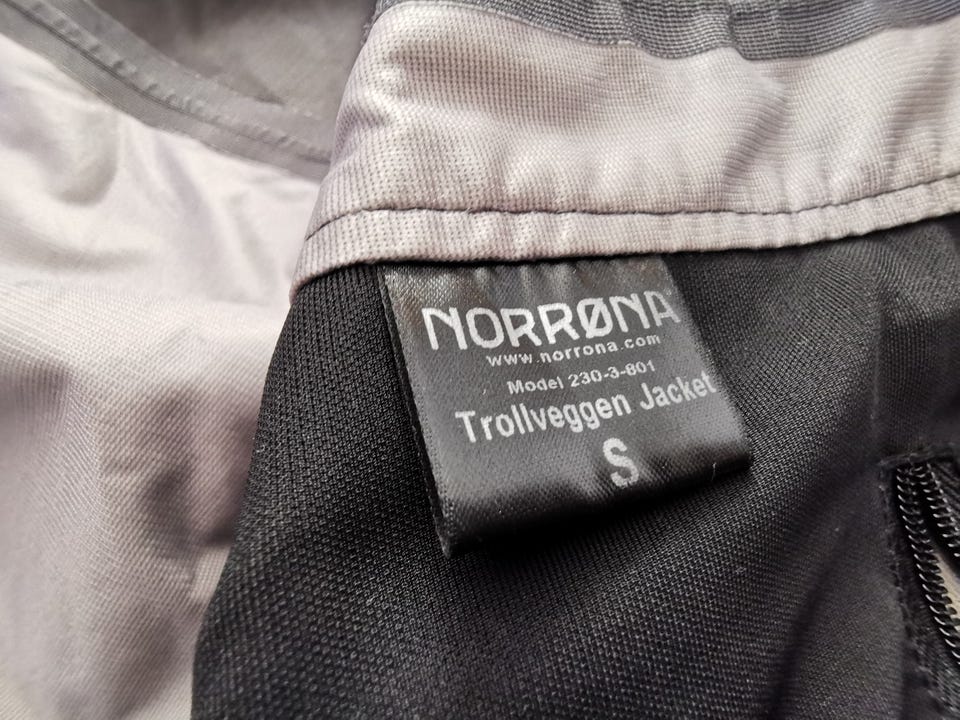 NORRØNA
www.norrona.com
Model 230-3-801
Trollveggen Jacket
S